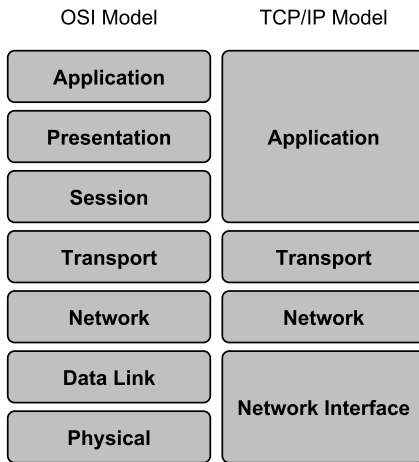 OSI Model
TCP/IP Model
Application
Presentation
Session
Transport
Network
Data Link
Physical
Application
Transport
Network
Network Interface